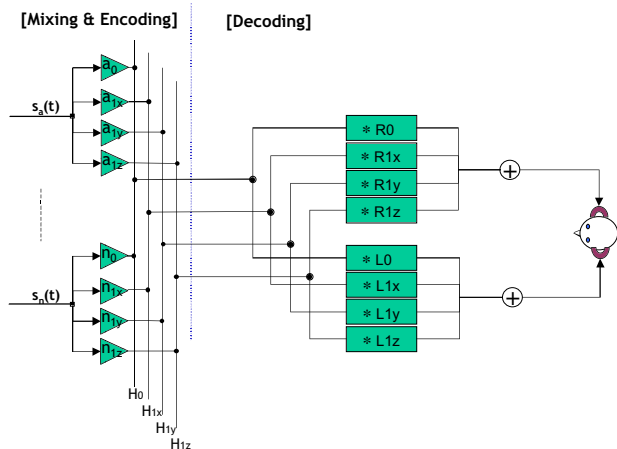 [Mixing & Encoding]
[Decoding]
a0
sa(t)
a1x
a1y
a1z
n0
sn(t)
n1x
n1y
n1z
H0
H1x
H1y
H1z
* R0
* R1x
* R1y
* R1z
+
* L0
* L1x
* L1y
* L1z
+